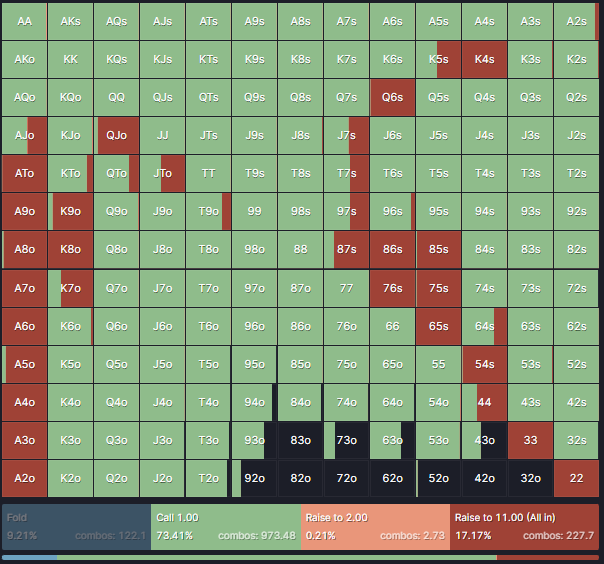 AA AKs AQs AJs ATs A9s A8s A7s A6s A5s A4s A3s A2s
AKo KK KQs KJs KTs K9s K8s K7s K6s K5s K4s K3s K2s
AQo KQo QQ QJs QTs Q9s Q8s Q7s Q6s Q5s Q4s Q3s Q2s
AJo KJo QJo JJ JTs J9s J8s J7s J6s J5s J4s J3s J2s
ATo KTo QTo JTo TT T9s T8s T7s T6s T5s T4s T3s T2s
A9o K9o Q9o J9o T9o 99 98s 97s 96s 95s 94s 93s 92s
A8o K8o Q8o J8o T8o 98o 88 87s 86s 85s 84s 83s 82s
A7o K7o Q7o J7o T7o 97o 87o 77 76s 75s 74s 73s 72s
A6o K6o Q6o J6o T6o 96o 86o 76o 66 65s 64s 63s 62s
A5o K5o Q5o J5o T5o 95o 85o 75o 65o 55 54s 53s 52s
A4o K4o Q4o J4o T4o 94o 84o 74o 64o 54o 44 43s 42s
A3o K3o Q3o J3o T3o 93o 83o 73o 63o 53o 43o 33 32s
A2o K2o Q2o J2o T2o 92o 82o 72o 62o 52o 42o 32o 22
Fold Call 1.00 Raise to 2.00 Raise to 11.00 (All in)
9.21% combos: 122.1 73.41% combos: 973.48 0.21% combos: 2.73 17.17% combos: 227.7